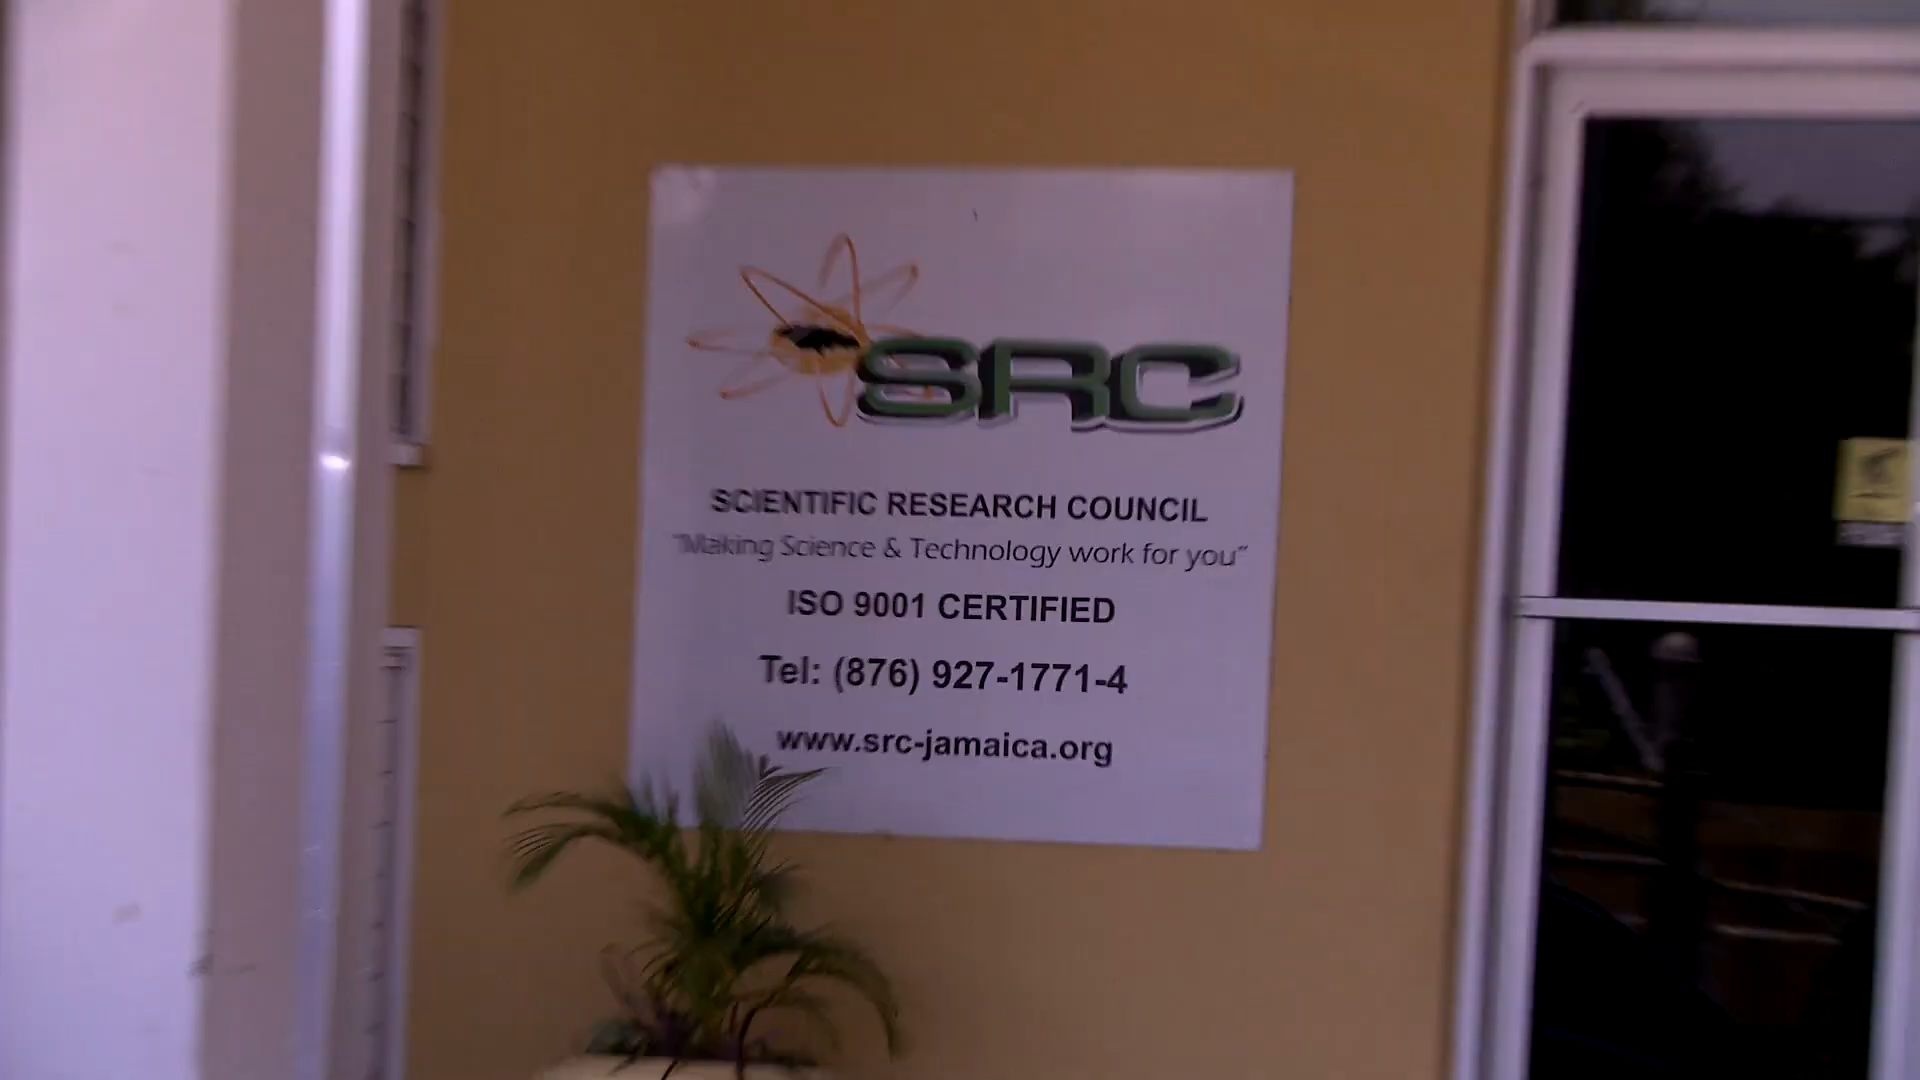 SRC
SCIENTIFIC RESEARCH COUNCIL
"Making Science & Technology work for you"
ISO 9001 CERTIFIED
Tel: (876) 927-1771-4
www.src-jamaica.org